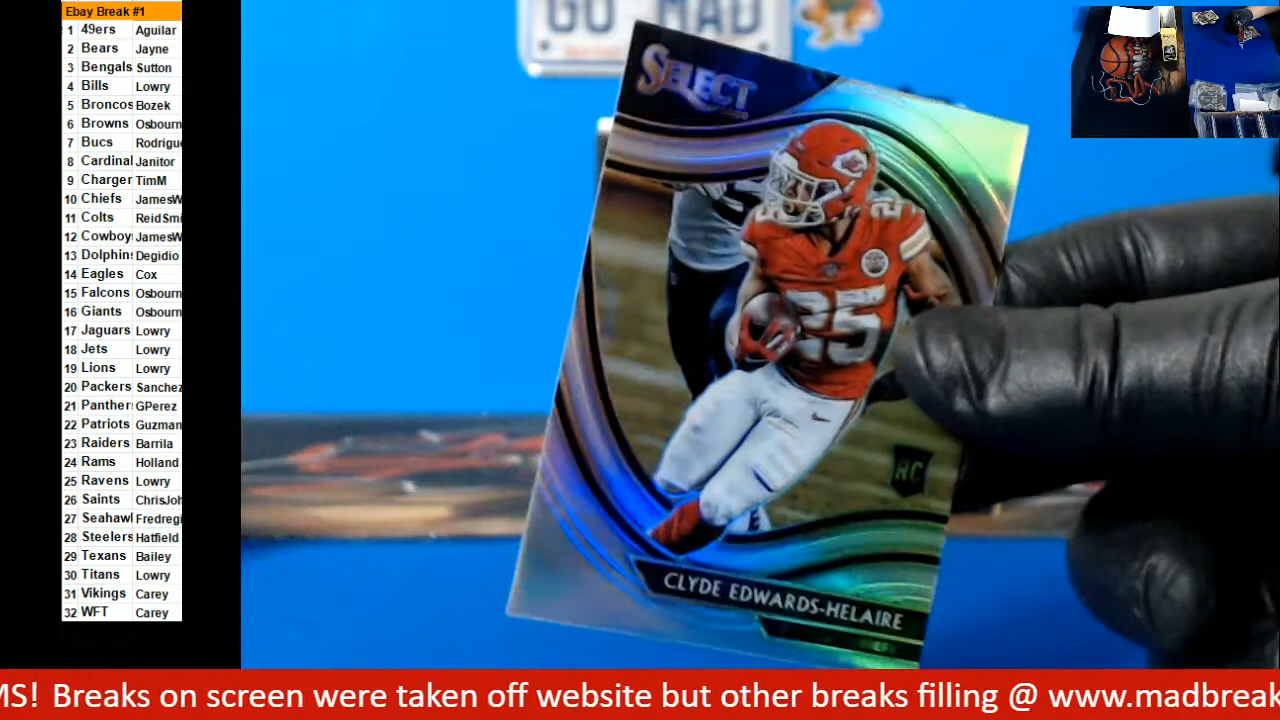 Ebay Break #1
1 49ers Aguilar
2 Bears Jayne
3 Bengals Sutton
4 Bills Lowry
5 Broncos Bozek
6 Browns Osbourn
7 Bucs Rodrigu
8 Cardinal Janitor
9 Charger TimM
10 Chiefs JamesW
11 Colts ReidSmi
12 Cowboy JamesW
13 Dolphin Degidio
14 Eagles Cox
15 Falcons Osbourn
16 Giants Osbourn
17 Jaguars Lowry
18 Jets Lowry
19 Lions Lowry
20 Packers Sanchez
21 Panther GPerez
22 Patriots Guzman
23 Raiders Barrila
24 Rams Holland
25 Ravens Lowry
26 Saints ChrisJoh
27 Seahawl Fredreg
28 Steelers Hatfield
29 Texans Bailey
30 Titans Lowry
31 Vikings Carey
32 WFT Carey
GO MAD
SELECT
25
25
RC
CLYDE EDWARDS-HELAIRE
MS! Breaks on screen were taken off website but other breaks filling @ www.madbreak